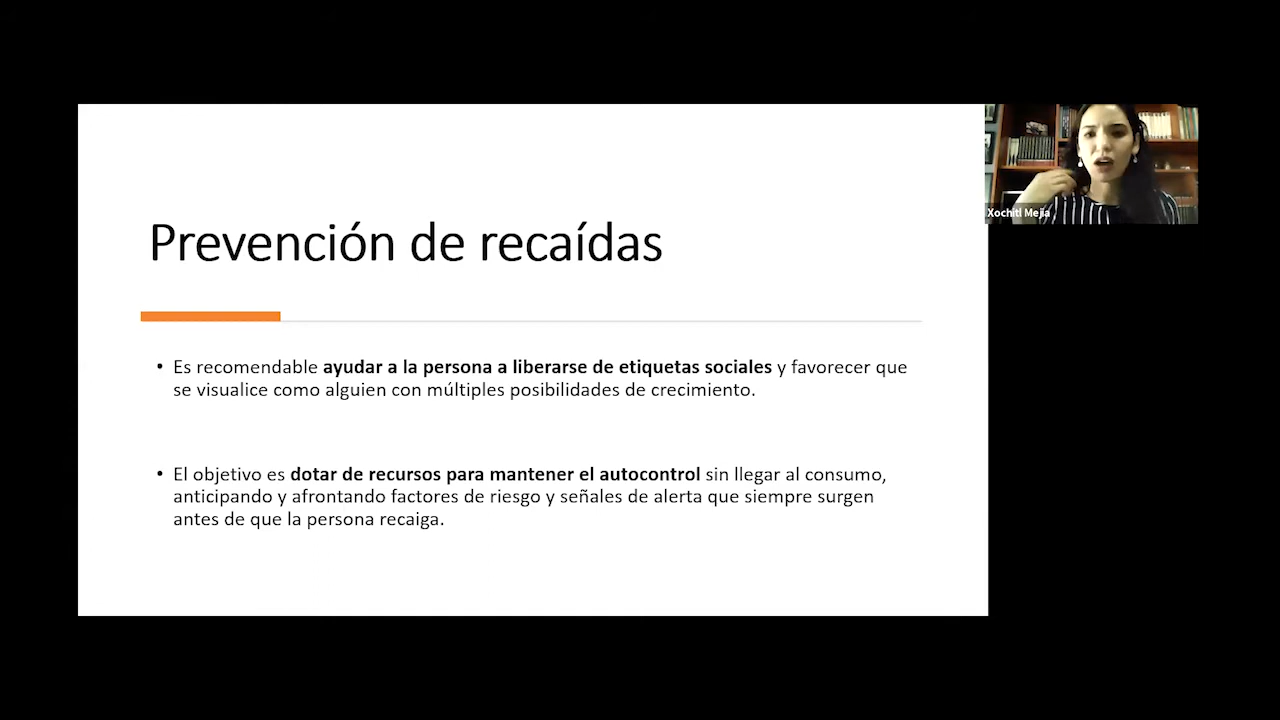 Prevención de recaídas
• Es recomendable ayudar a la persona a liberarse de etiquetas sociales y favorecer que
se visualice como alguien con múltiples posibilidades de crecimiento.
• El objetivo es dotar de recursos para mantener el autocontrol sin llegar al consumo,
anticipando y afrontando factores de riesgo y señales de alerta que siempre surgen
antes de que la persona recaiga.
Xochitl Mejía